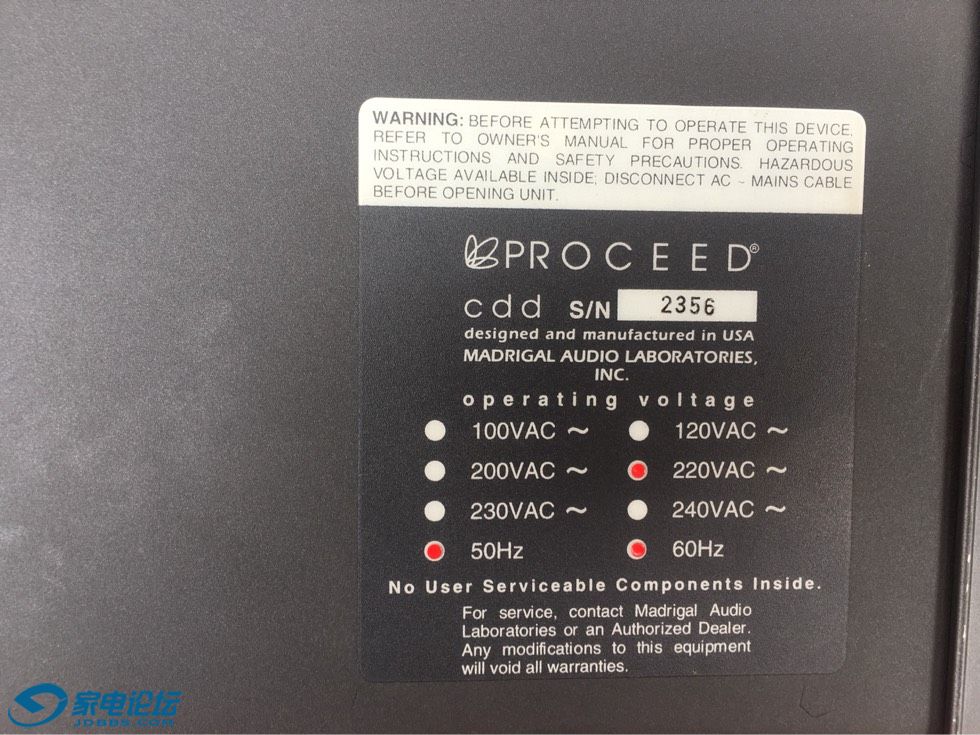 WARNING: BEFORE ATTEMPTING TO OPERATE THIS DEVICE,
REFER TO OWNER'S MANUAL FOR PROPER OPERATING
INSTRUCTIONS AND SAFETY PRECAUTIONS. HAZARDOUS
VOLTAGE AVAILABLE INSIDE; DISCONNECT AC ~ MAINS CABLE
BEFORE OPENING UNIT.
PROCEED®
cdd S/N 2356
designed and manufactured in USA
MADRIGAL AUDIO LABORATORIES,
INC.
operating voltage
100VAC ~ 120VAC ~
200VAC ~ 220VAC ~
230VAC ~ 240VAC ~
50Hz 60Hz
No User Serviceable Components Inside.
For service, contact Madrigal Audio
Laboratories or an Authorized Dealer.
Any modifications to this equipment
will void all warranties.
家电论坛
JDBBS.COM